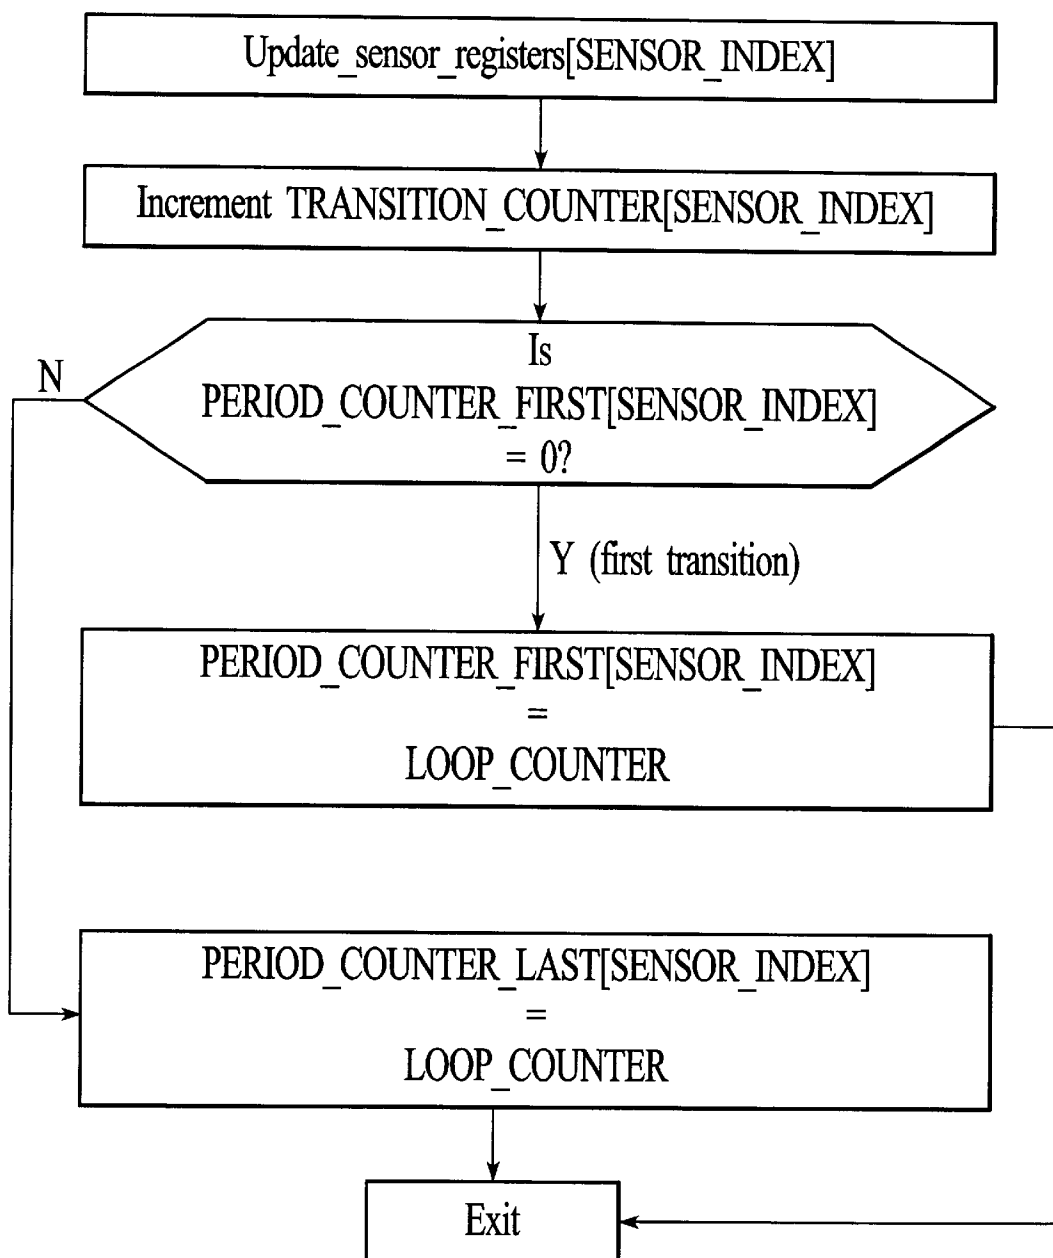 Update_sensor_registers[SENSOR_INDEX]
Increment TRANSITION_COUNTER[SENSOR_INDEX]
Is
N
PERIOD_COUNTER_FIRST[SENSOR_INDEX]
= 0?
Y (first transition)
PERIOD_COUNTER_FIRST[SENSOR_INDEX]
=
LOOP_COUNTER
PERIOD_COUNTER_LAST[SENSOR_INDEX]
=
LOOP_COUNTER
Exit